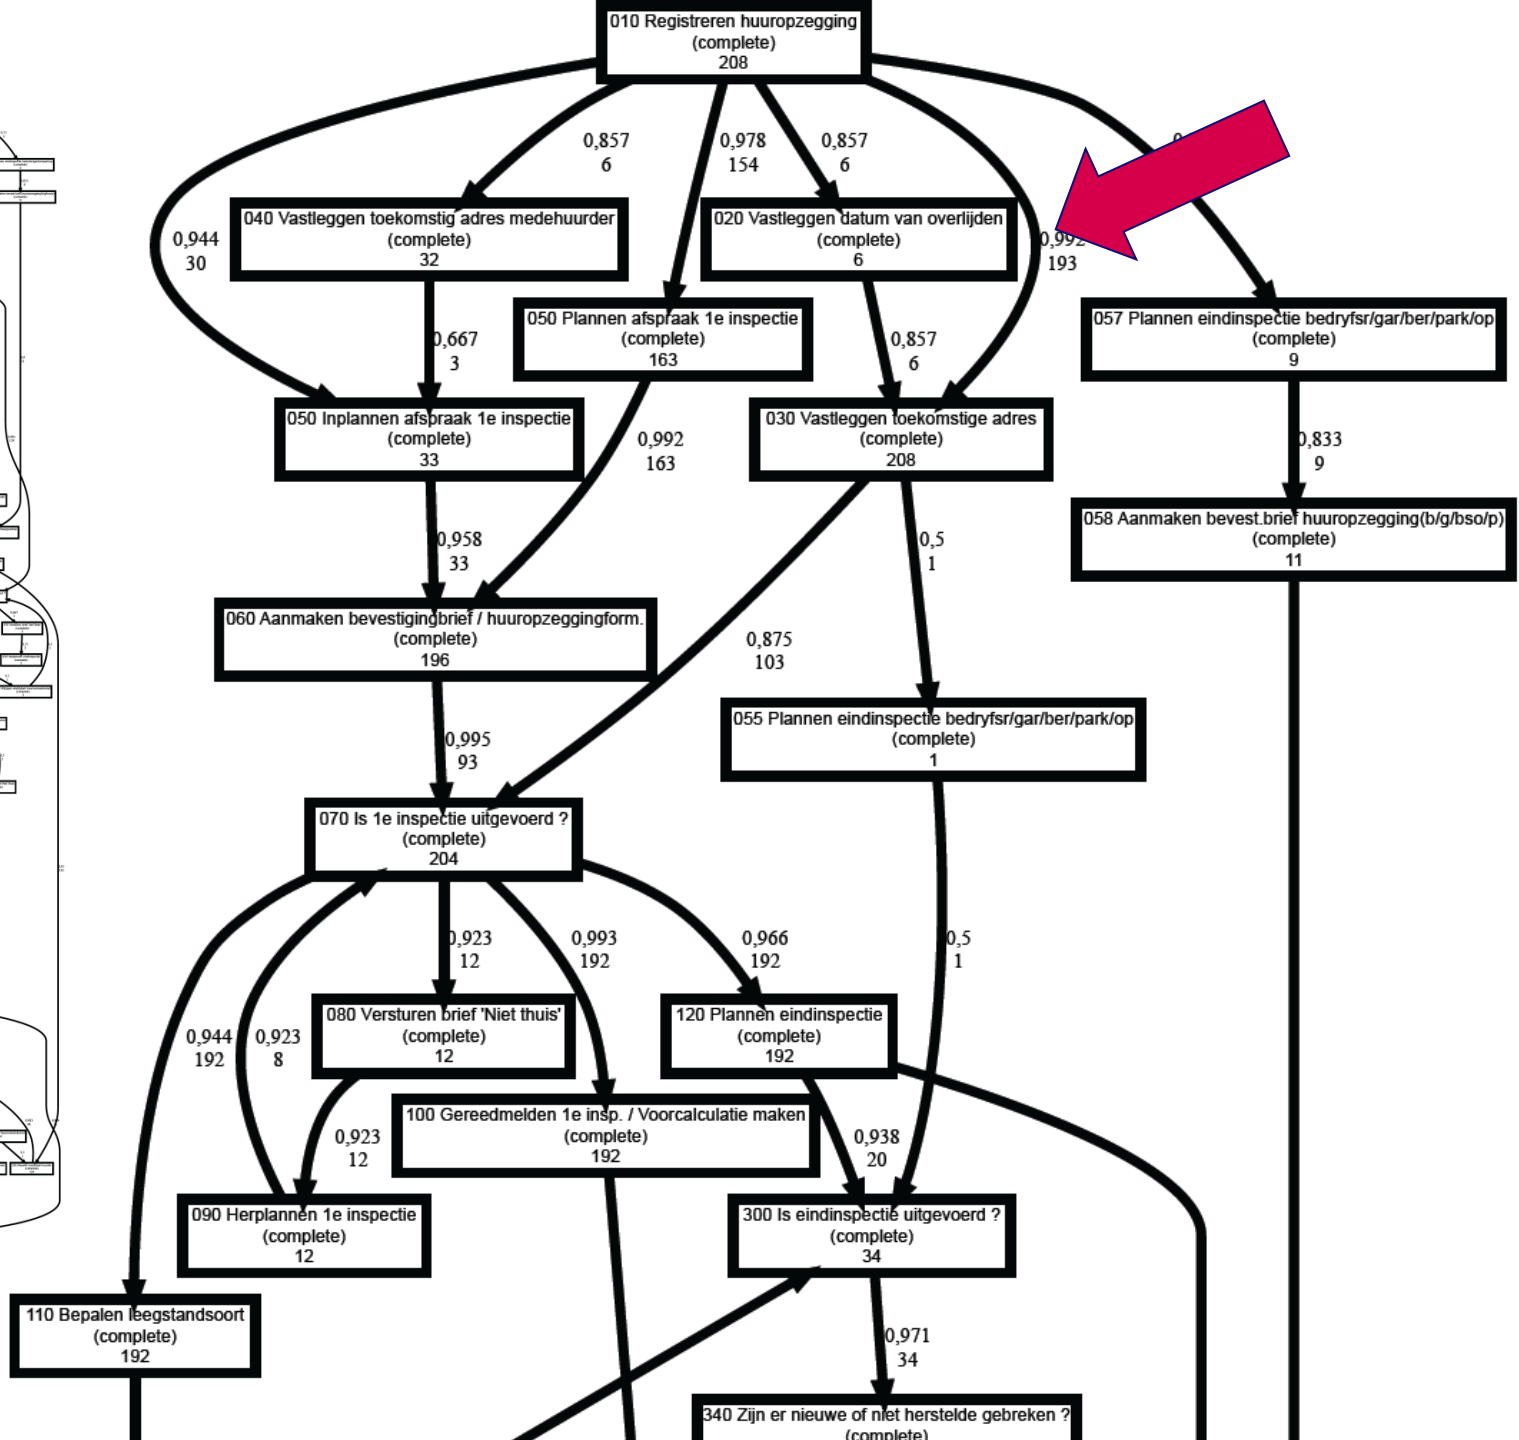 010 Registreren huuropzegging
(complete)
208
0,857
6
0,978
154
0,857
6
0,944
30
0,992
193
040 Vastleggen toekomstig adres medehuurder
(complete)
32
020 Vastleggen datum van overlijden
(complete)
6
050 Plannen afspraak 1e inspectie
(complete)
163
057 Plannen eindinspectie bedryfsr/gar/ber/park/op
(complete)
9
0,667
3
0,857
6
050 Inplannen afspraak 1e inspectie
(complete)
33
0,992
163
030 Vastleggen toekomstige adres
(complete)
208
0,833
9
058 Aanmaken bevest.brief huuropzegging(b/g/bso/p)
(complete)
11
0,958
33
0,5
1
060 Aanmaken bevestigingbrief / huuropzeggingform.
(complete)
196
0,875
103
0,995
93
055 Plannen eindinspectie bedryfsr/gar/ber/park/op
(complete)
1
070 Is 1e inspectie uitgevoerd ?
(complete)
204
0,923
12
0,993
192
0,966
192
0,5
1
0,944
192
0,923
8
080 Versturen brief 'Niet thuis'
(complete)
12
120 Plannen eindinspectie
(complete)
192
100 Gereedmelden 1e insp. / Voorcalculatie maken
(complete)
192
0,923
12
0,938
20
090 Herplannen 1e inspectie
(complete)
12
300 Is eindinspectie uitgevoerd ?
(complete)
34
110 Bepalen leegstandsoort
(complete)
192
0,971
34
340 Zijn er nieuwe of niet herstelde gebreken ?
(complete)